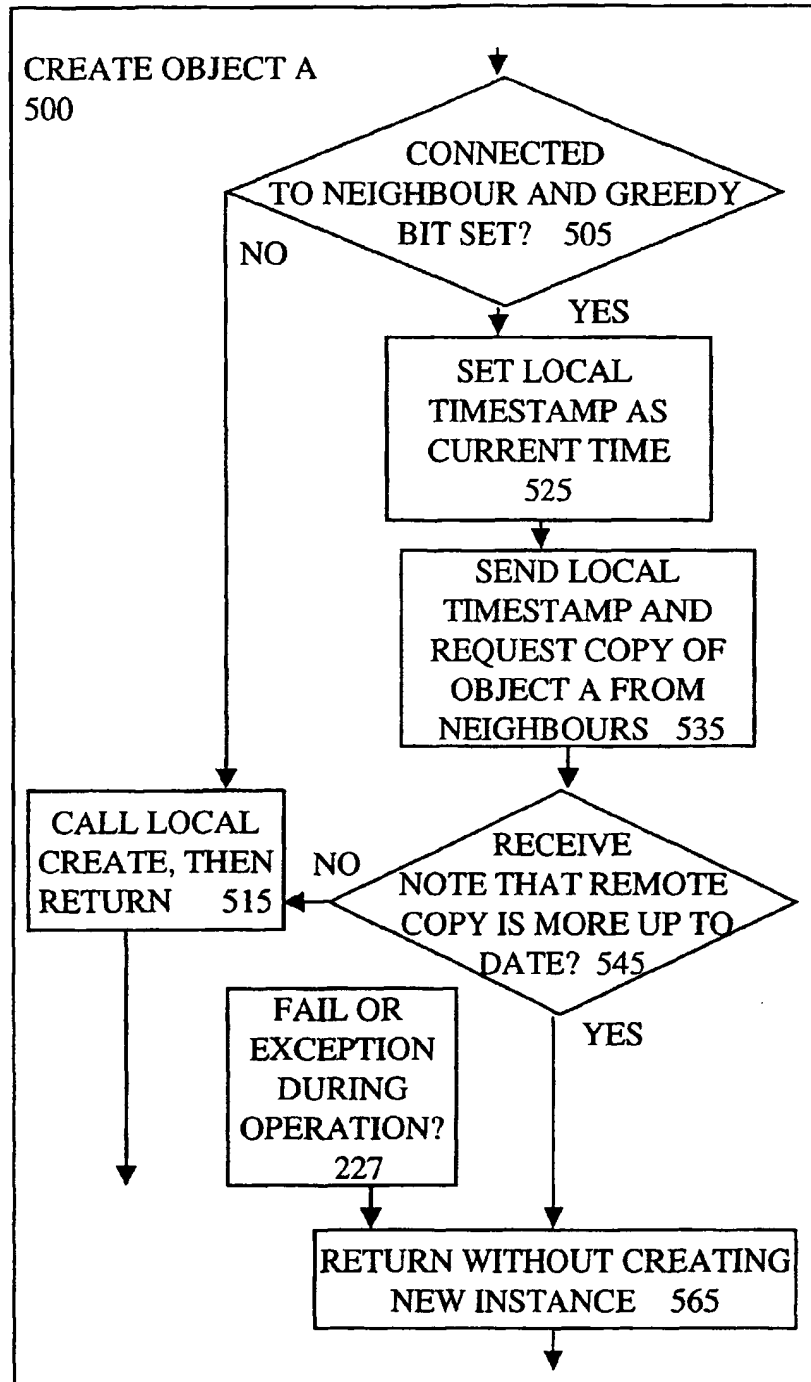 CREATE OBJECT A
500
CONNECTED
TO NEIGHBOUR AND GREEDY
BIT SET? 505
NO
YES
SET LOCAL
TIMESTAMP AS
CURRENT TIME
525
SEND LOCAL
TIMESTAMP AND
REQUEST COPY OF
OBJECT A FROM
NEIGHBOURS 535
CALL LOCAL
CREATE, THEN
RETURN 515
NO
RECEIVE
NOTE THAT REMOTE
COPY IS MORE UP TO
DATE? 545
YES
FAIL OR
EXCEPTION
DURING
OPERATION?
227
RETURN WITHOUT CREATING
NEW INSTANCE 565